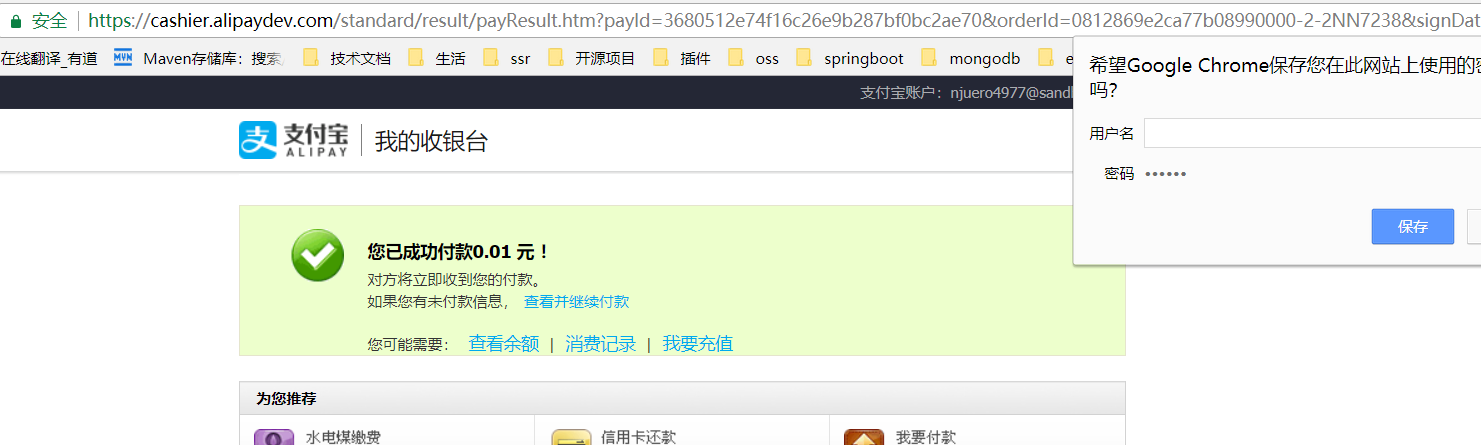 安全 https://cashier.alipaydev.com/standard/result/payResult.htm?payId=3680512e74f16c26e9b287bf0bc2ae70&orderId=0812869e2ca77b08990000-2-2NN7238&signDat
在线翻译_有道 MVN Maven存储库：搜索 技术文档 生活 ssr 开源项目 插件 oss springboot mongodb e
希望Google Chrome保存您在此网站上使用的密
吗？
用户名
密码 ••••••
保存
支付宝账户：njuero4977@sand
支付宝 ALIPAY 我的收银台
您已成功付款0.01 元！
对方将立即收到您的付款。
如果您有未付款信息， 查看并继续付款
您可能需要： 查看余额 | 消费记录 | 我要充值
为您推荐
水电煤缴费 信用卡还款 我要付款